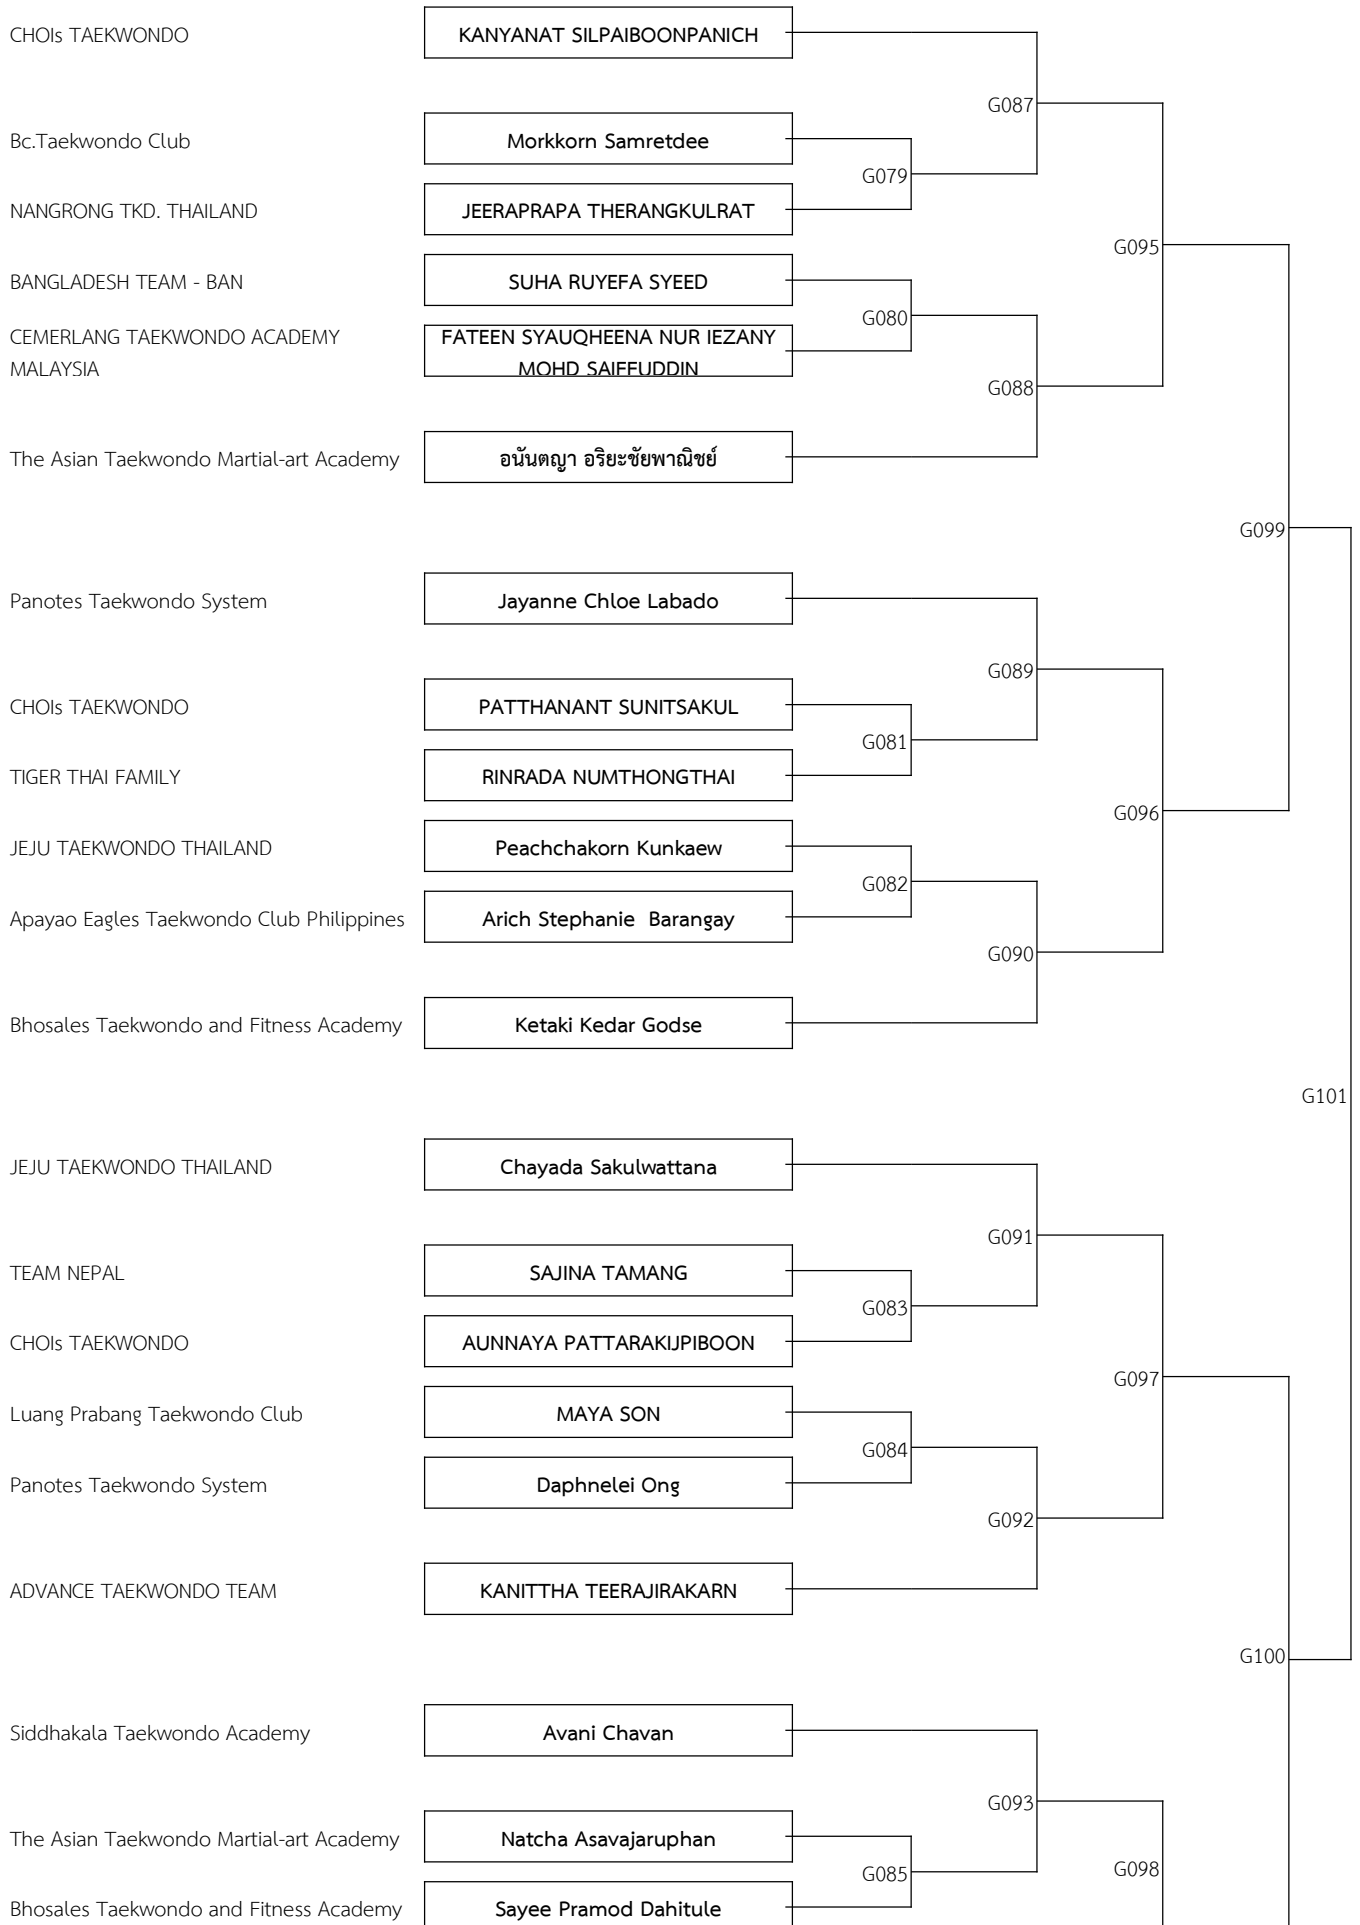 CHOIs TAEKWONDO
KANYANAT SILPAIBOONPANICH
G087
Bc.Taekwondo Club
Morkkorn Samretdee
G079
NANGRONG TKD. THAILAND
JEERAPRAPA THERANGKULRAT
G095
BANGLADESH TEAM - BAN
SUHA RUYEFA SYEED
G080
CEMERLANG TAEKWONDO ACADEMY
MALAYSIA
FATEEN SYAUQHEENA NUR IEZANY
MOHD SAIFFUDDIN
G088
The Asian Taekwondo Martial-art Academy
อนันตญา อริยะชัยพาณิชย์
G099
Panotes Taekwondo System
Jayanne Chloe Labado
G089
CHOIs TAEKWONDO
PATTHANANT SUNITSAKUL
G081
TIGER THAI FAMILY
RINRADA NUMTHONGTHAI
G096
JEJU TAEKWONDO THAILAND
Peachchakorn Kunkaew
G082
Apayao Eagles Taekwondo Club Philippines
Arich Stephanie  Barangay
G090
Bhosales Taekwondo and Fitness Academy
Ketaki Kedar Godse
G101
JEJU TAEKWONDO THAILAND
Chayada Sakulwattana
G091
TEAM NEPAL
SAJINA TAMANG
G083
CHOIs TAEKWONDO
AUNNAYA PATTARAKIJPIBOON
G097
Luang Prabang Taekwondo Club
MAYA SON
G084
Panotes Taekwondo System
Daphnelei Ong
G092
ADVANCE TAEKWONDO TEAM
KANITTHA TEERAJIRAKARN
G100
Siddhakala Taekwondo Academy
Avani Chavan
G093
The Asian Taekwondo Martial-art Academy
Natcha Asavajaruphan
G085
G098
Bhosales Taekwondo and Fitness Academy
Sayee Pramod Dahitule